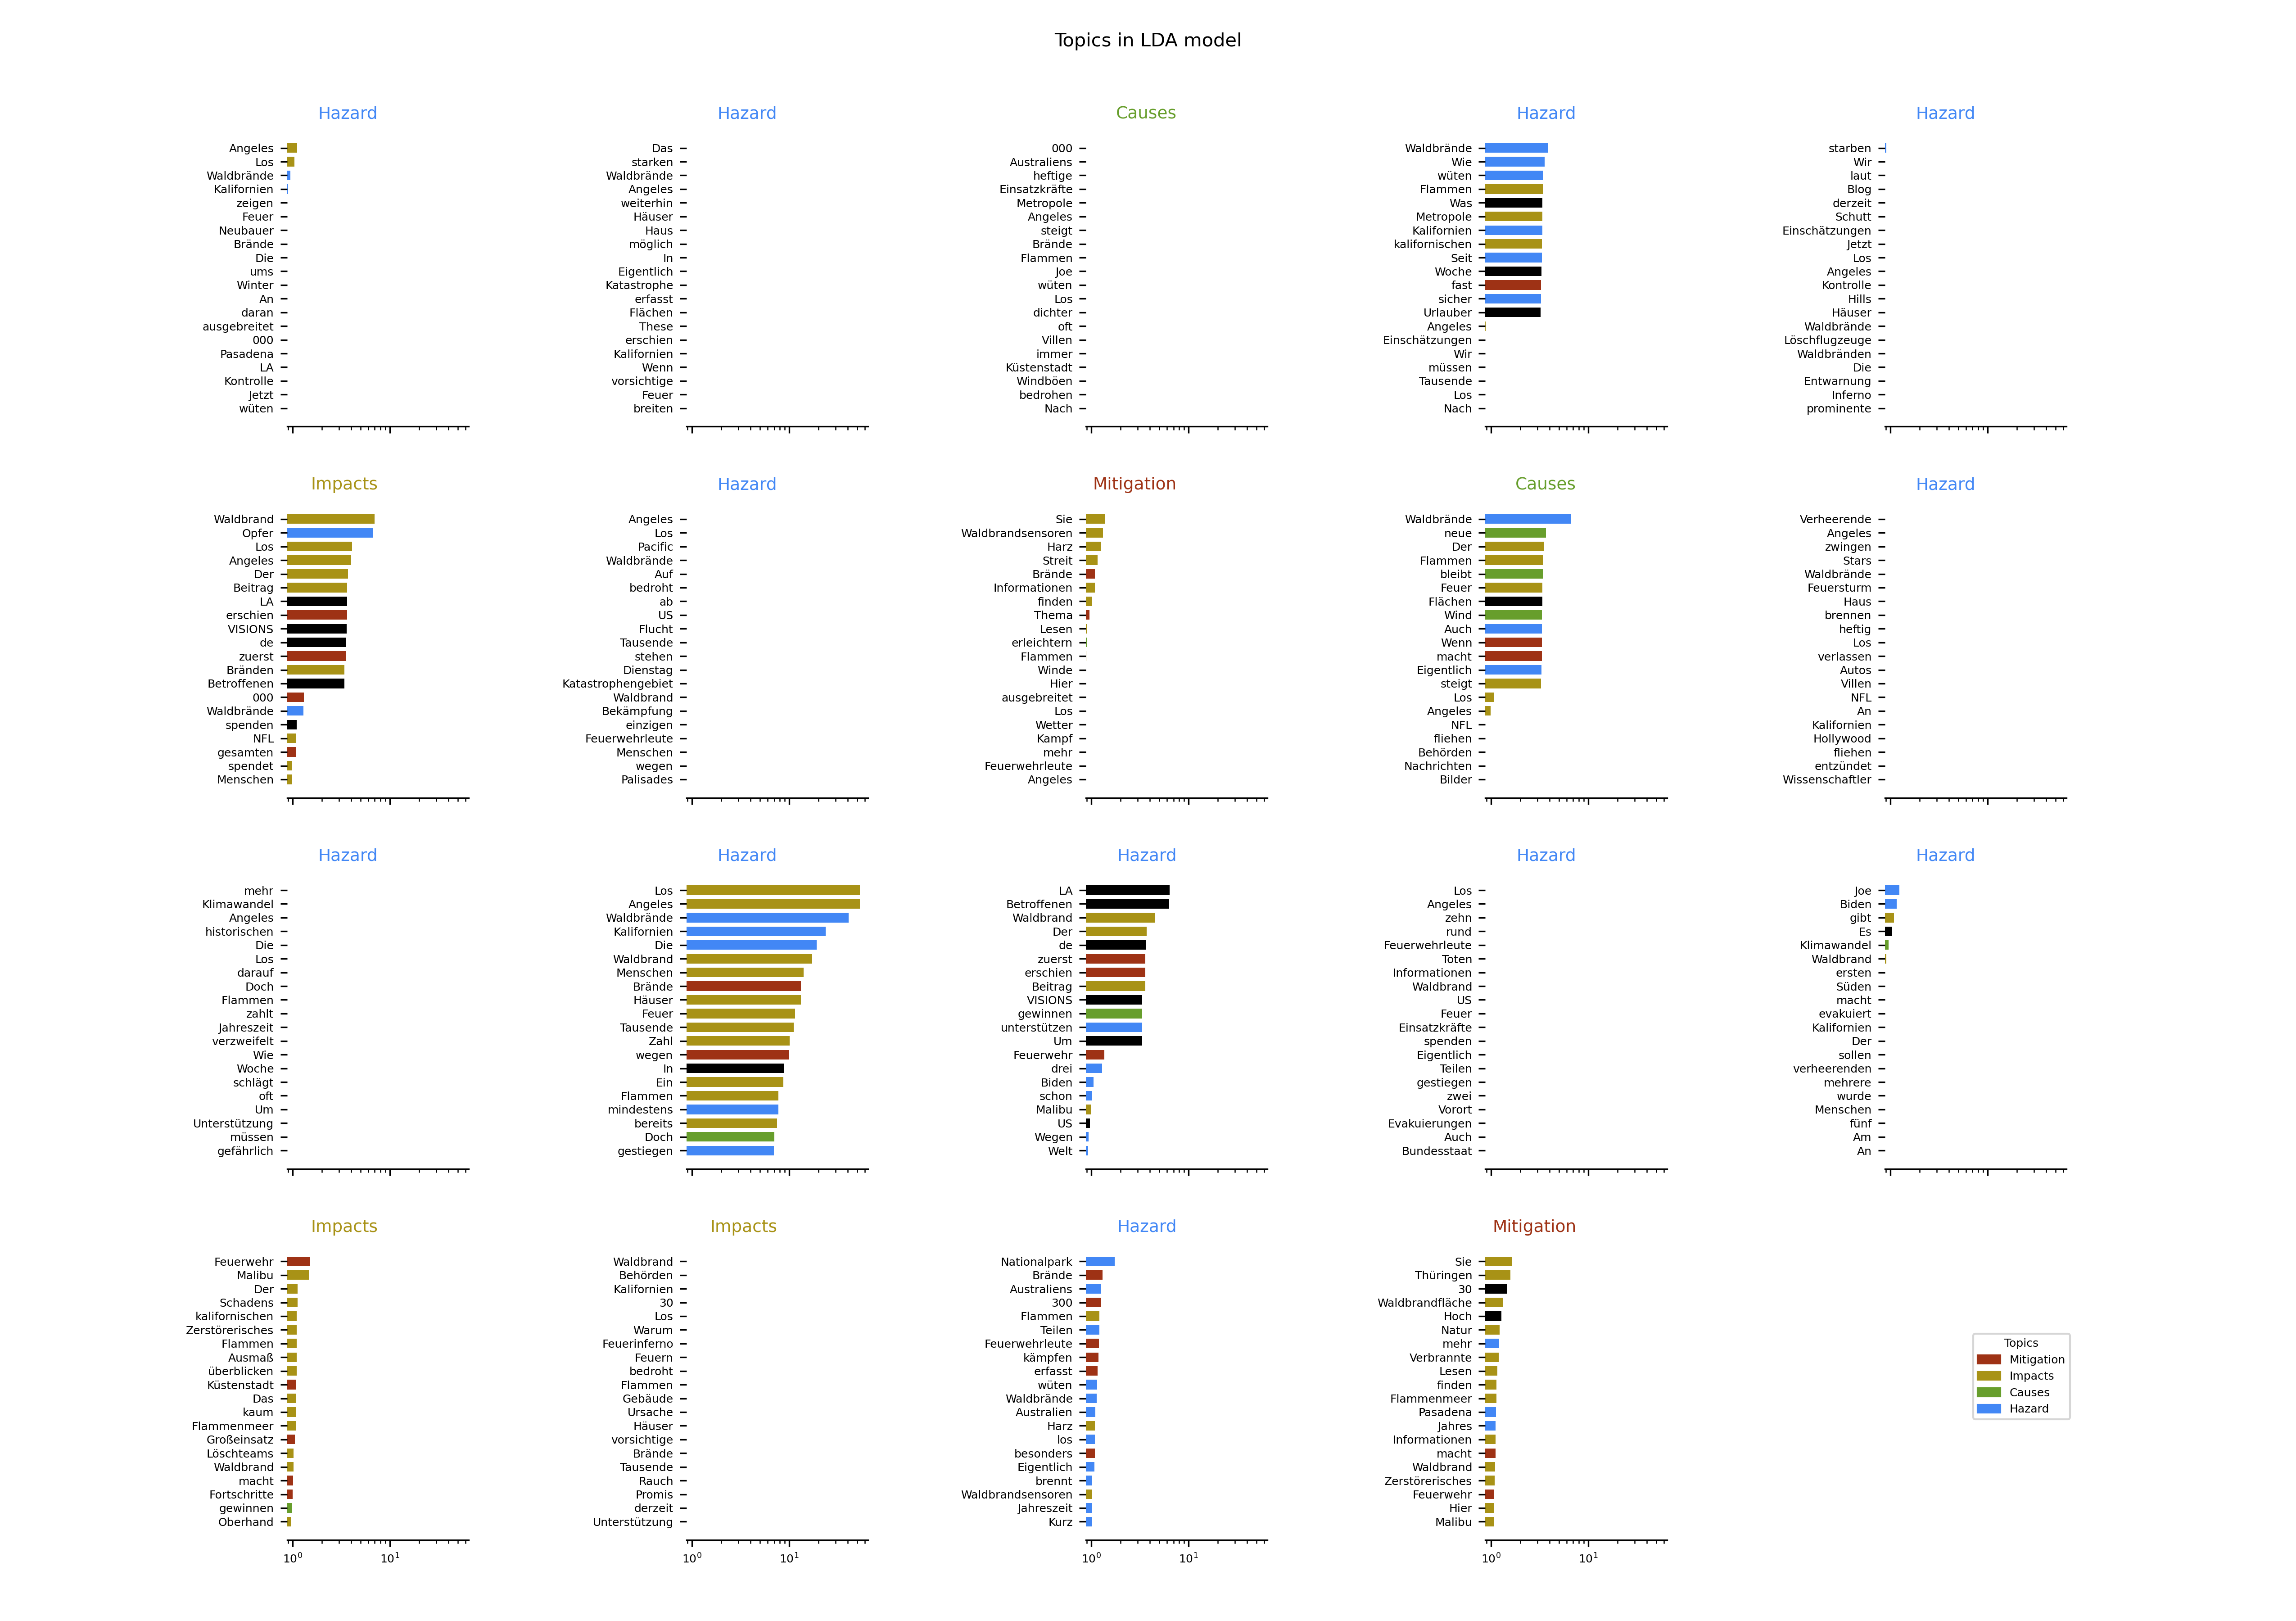 Topics in LDA model
Hazard
Angeles
Los
Waldbrände
Kalifornien
zeigen
Feuer
Neubauer
Brände
Die
ums
Winter
An
daran
ausgebreitet
000
Pasadena
LA
Kontrolle
Jetzt
wüten
Hazard
Das
starken
Waldbrände
Angeles
weiterhin
Häuser
Haus
möglich
In
Eigentlich
Katastrophe
erfasst
Flächen
These
erschien
Kalifornien
Wenn
vorsichtige
Feuer
breiten
Causes
000
Australiens
heftige
Einsatzkräfte
Metropole
Angeles
steigt
Brände
Flammen
Joe
wüten
Los
dichter
oft
Villen
immer
Küstenstadt
Windböen
bedrohen
Nach
Hazard
Waldbrände
Wie
wüten
Flammen
Was
Metropole
Kalifornien
kalifornischen
Seit
Woche
fast
sicher
Urlauber
Angeles
Einschätzungen
Wir
müssen
Tausende
Los
Nach
Hazard
starben
Wir
laut
Blog
derzeit
Schutt
Einschätzungen
Jetzt
Los
Angeles
Kontrolle
Hills
Häuser
Waldbrände
Löschflugzeuge
Waldbränden
Die
Entwarnung
Inferno
prominente
Impacts
Waldbrand
Opfer
Los
Angeles
Der
Beitrag
LA
erschien
VISIONS
de
zuerst
Bränden
Betroffenen
000
Waldbrände
spenden
NFL
gesamten
spendet
Menschen
Hazard
Angeles
Los
Pacific
Waldbrände
Auf
bedroht
ab
US
Flucht
Tausende
stehen
Dienstag
Katastrophengebiet
Waldbrand
Bekämpfung
einzigen
Feuerwehrleute
Menschen
wegen
Palisades
Mitigation
Sie
Waldbrandsensoren
Harz
Streit
Brände
Informationen
finden
Thema
Lesen
erleichtern
Flammen
Winde
Hier
ausgebreitet
Los
Wetter
Kampf
mehr
Feuerwehrleute
Angeles
Causes
Waldbrände
neue
Der
Flammen
bleibt
Feuer
Flächen
Wind
Auch
Wenn
macht
Eigentlich
steigt
Los
Angeles
NFL
fliehen
Behörden
Nachrichten
Bilder
Hazard
Verheerende
Angeles
zwingen
Stars
Waldbrände
Feuersturm
Haus
brennen
heftig
Los
verlassen
Autos
Villen
NFL
An
Kalifornien
Hollywood
fliehen
entzündet
Wissenschaftler
Hazard
mehr
Klimawandel
Angeles
historischen
Die
Los
darauf
Doch
Flammen
zahlt
Jahreszeit
verzweifelt
Wie
Woche
schlägt
oft
Um
Unterstützung
müssen
gefährlich
Hazard
Los
Angeles
Waldbrände
Kalifornien
Die
Waldbrand
Menschen
Brände
Häuser
Feuer
Tausende
Zahl
wegen
In
Ein
Flammen
mindestens
bereits
Doch
gestiegen
Hazard
LA
Betroffenen
Waldbrand
Der
de
zuerst
erschien
Beitrag
VISIONS
gewinnen
unterstützen
Um
Feuerwehr
drei
Biden
schon
Malibu
US
Wegen
Welt
Hazard
Los
Angeles
zehn
rund
Feuerwehrleute
Toten
Informationen
Waldbrand
US
Feuer
Einsatzkräfte
spenden
Eigentlich
Teilen
gestiegen
zwei
Vorort
Evakuierungen
Auch
Bundesstaat
Hazard
Joe
Biden
gibt
Es
Klimawandel
Waldbrand
ersten
Süden
macht
evakuiert
Kalifornien
Der
sollen
verheerenden
mehrere
wurde
Menschen
fünf
Am
An
Impacts
Feuerwehr
Malibu
Der
Schadens
kalifornischen
Zerstörerisches
Flammen
Ausmaß
überblicken
Küstenstadt
Das
kaum
Flammenmeer
Großeinsatz
Löschteams
Waldbrand
macht
Fortschritte
gewinnen
Oberhand
10⁰ 10¹
Impacts
Waldbrand
Behörden
Kalifornien
30
Los
Warum
Feuerinferno
Feuern
bedroht
Flammen
Gebäude
Ursache
Häuser
vorsichtige
Brände
Tausende
Rauch
Promis
derzeit
Unterstützung
10⁰ 10¹
Hazard
Nationalpark
Brände
Australiens
300
Flammen
Teilen
Feuerwehrleute
kämpfen
erfasst
wüten
Waldbrände
Australien
Harz
los
besonders
Eigentlich
brennt
Waldbrandsensoren
Jahreszeit
Kurz
10⁰ 10¹
Mitigation
Sie
Thüringen
30
Waldbrandfläche
Hoch
Natur
mehr
Verbrannte
Lesen
finden
Flammenmeer
Pasadena
Jahres
Informationen
macht
Waldbrand
Zerstörerisches
Feuerwehr
Hier
Malibu
10⁰ 10¹
Topics
Mitigation
Impacts
Causes
Hazard